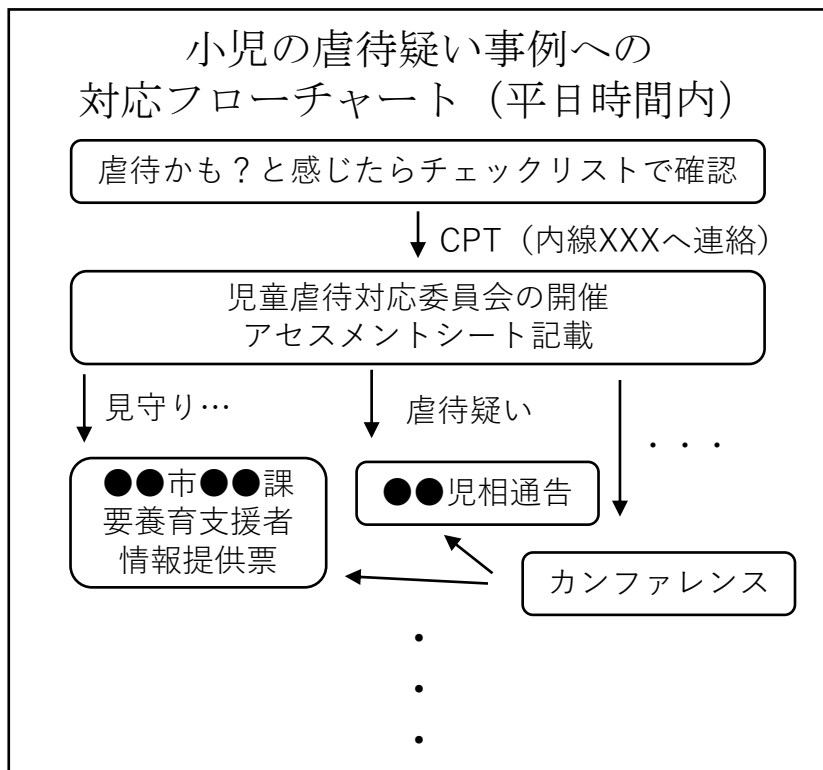 小児の虐待疑い事例への
対応フローチャート（平日時間内）
虐待かも？と感じたらチェックリストで確認
CPT（内線XXXへ連絡）
児童虐待対応委員会の開催
アセスメントシート記載
見守り…
虐待疑い
・・・
●●市●●課
要養育支援者
情報提供票
●●児相通告
カンファレンス
・
・
・